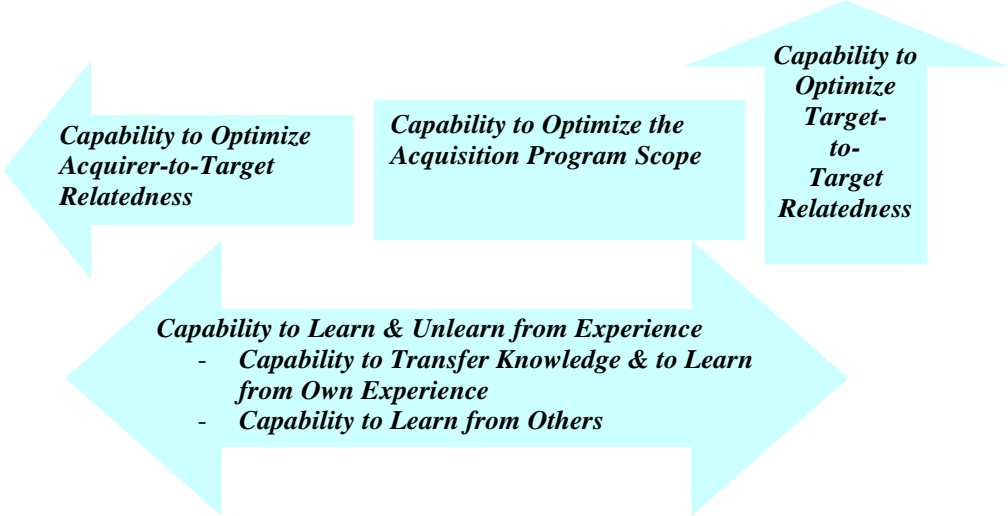 Capability to Optimize
Acquirer-to-Target
Relatedness
Capability to Optimize the
Acquisition Program Scope
Capability to
Optimize
Target-
to-
Target
Relatedness
Capability to Learn & Unlearn from Experience
- Capability to Transfer Knowledge & to Learn
from Own Experience
- Capability to Learn from Others